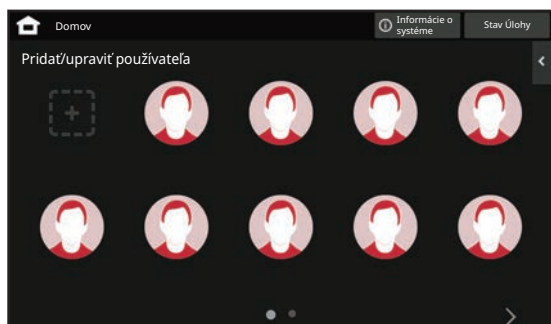 Domov
Informácie o
systéme
Stav Úlohy
Pridať/upraviť používateľa